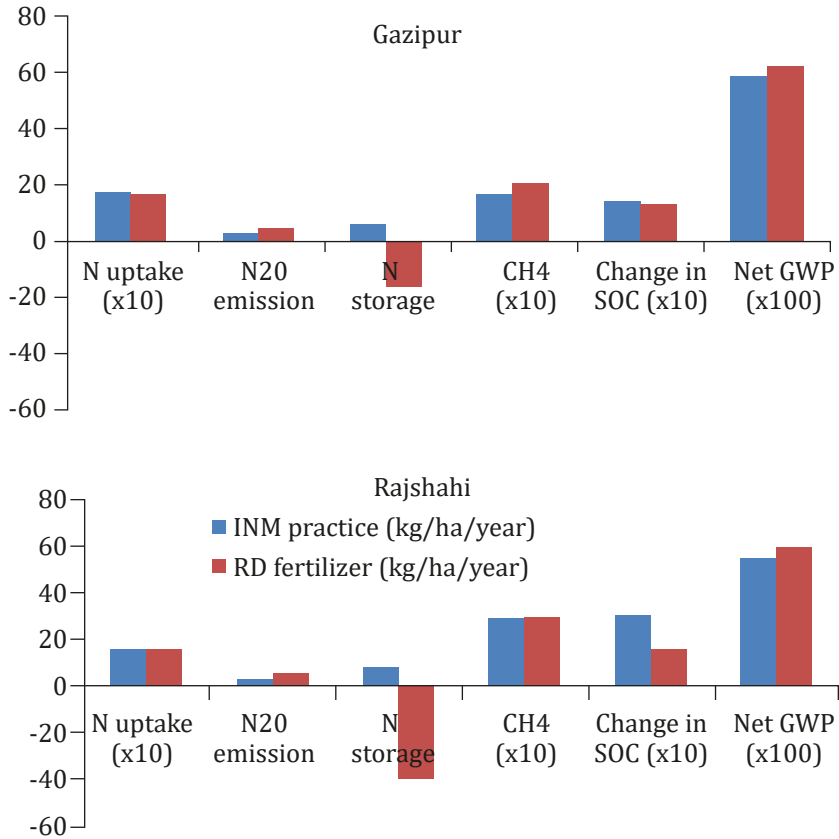 Gazipur
80
60
40
20
0
-20
-40
-60
N uptake (x10)
N20 emission
N storage
CH4 (x10)
Change in SOC (x10)
Net GWP (x100)
Rajshahi
INM practice (kg/ha/year)
RD fertilizer (kg/ha/year)
80
60
40
20
0
-20
-40
-60
N uptake (x10)
N20 emission
N storage
CH4 (x10)
Change in SOC (x10)
Net GWP (x100)